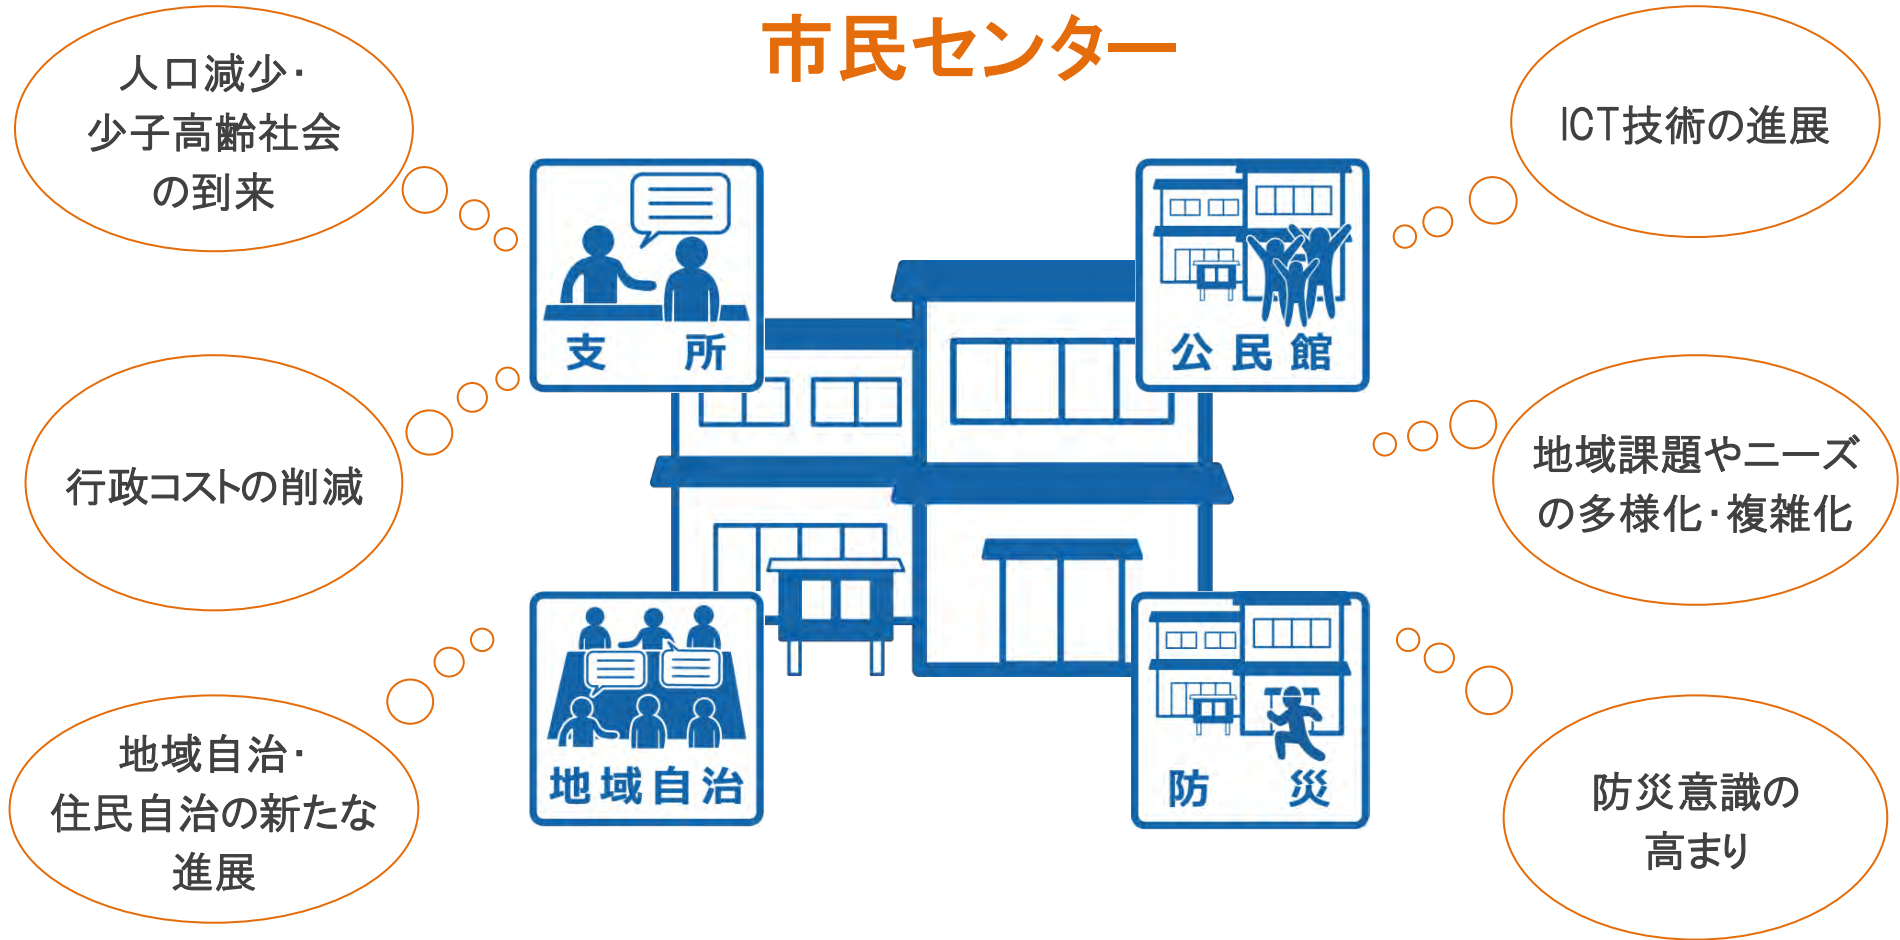 市民センター
人口減少・
少子高齢社会
の到来
ICT技術の進展
支所
公民館
行政コストの削減
地域課題やニーズ
の多様化・複雑化
地域自治・
住民自治の新たな
進展
地域自治
防災
防災意識の
高まり